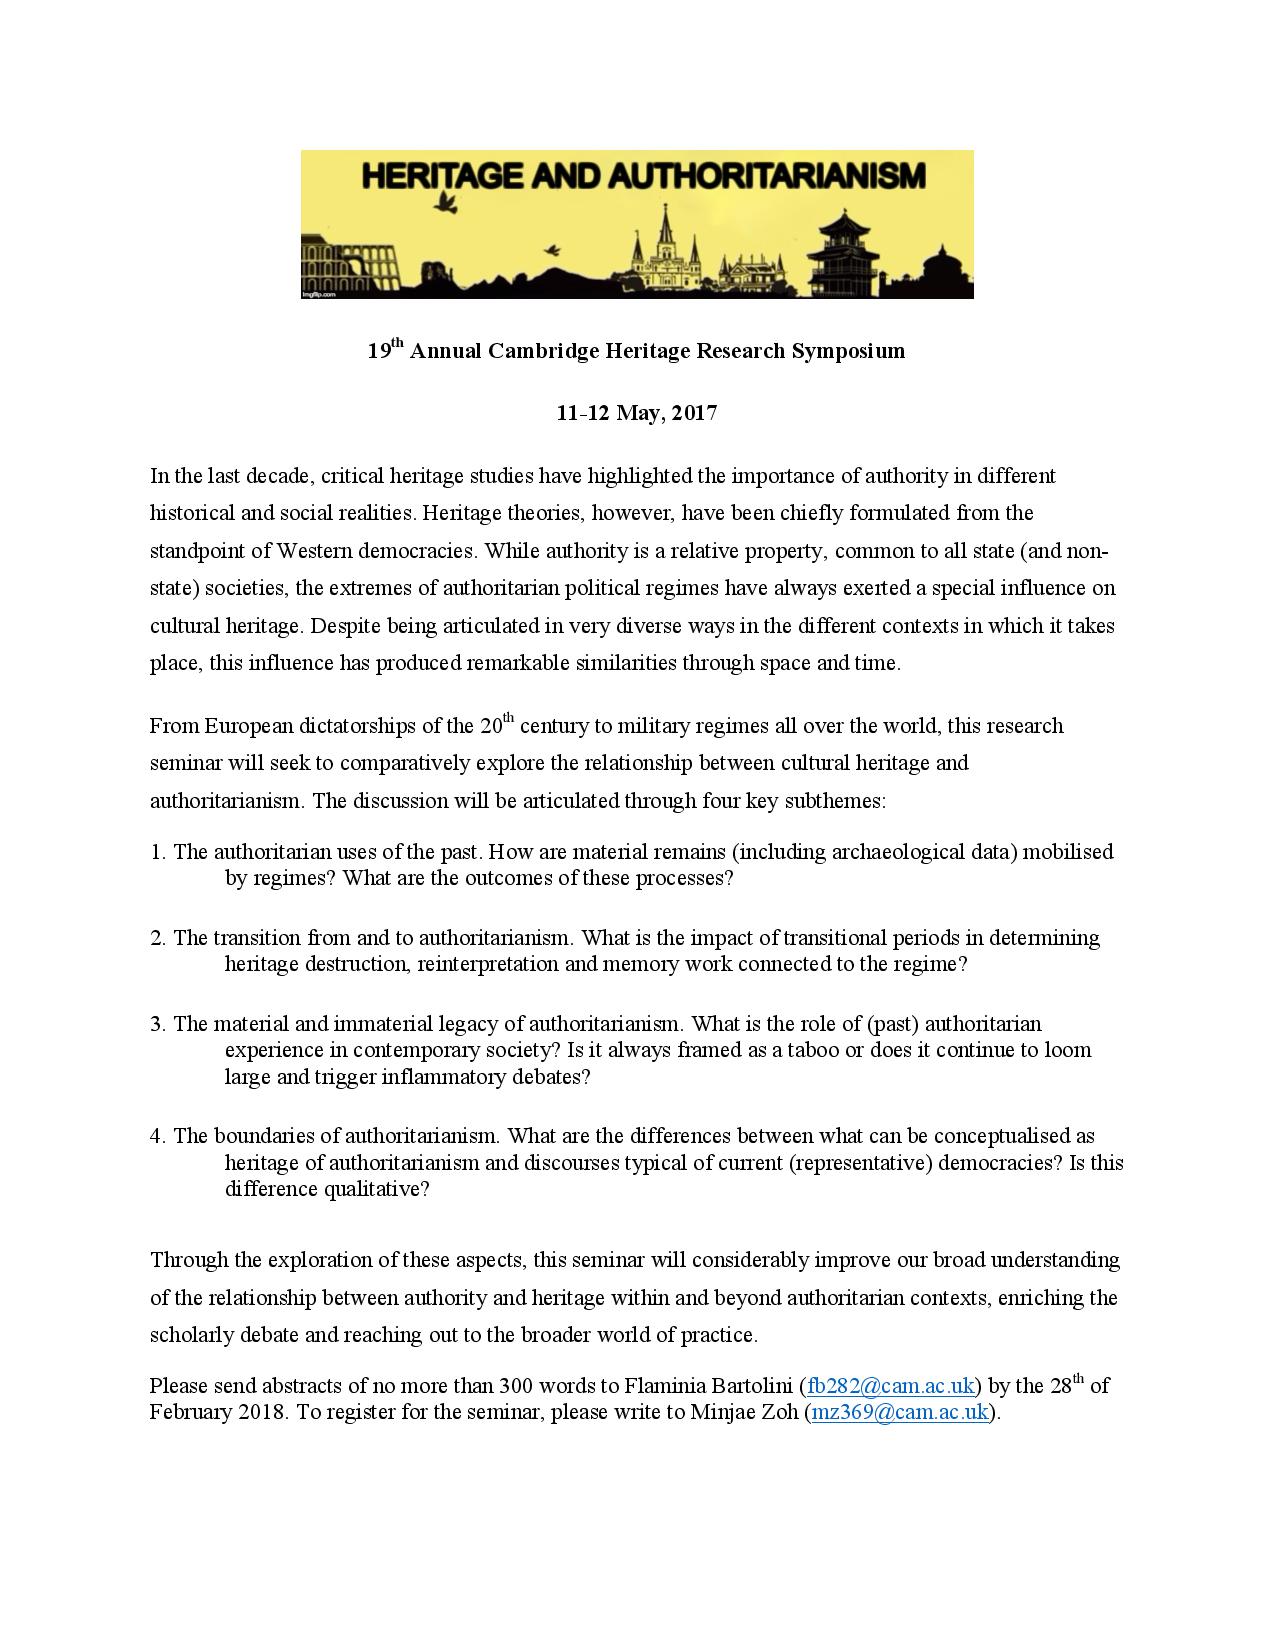 HERITAGE AND AUTHORITARIANISM
imgflip.com
19th Annual Cambridge Heritage Research Symposium
11-12 May, 2017
In the last decade, critical heritage studies have highlighted the importance of authority in different
historical and social realities. Heritage theories, however, have been chiefly formulated from the
standpoint of Western democracies. While authority is a relative property, common to all state (and non-
state) societies, the extremes of authoritarian political regimes have always exerted a special influence on
cultural heritage. Despite being articulated in very diverse ways in the different contexts in which it takes
place, this influence has produced remarkable similarities through space and time.
From European dictatorships of the 20th century to military regimes all over the world, this research
seminar will seek to comparatively explore the relationship between cultural heritage and
authoritarianism. The discussion will be articulated through four key subthemes:
1. The authoritarian uses of the past. How are material remains (including archaeological data) mobilised
by regimes? What are the outcomes of these processes?
2. The transition from and to authoritarianism. What is the impact of transitional periods in determining
heritage destruction, reinterpretation and memory work connected to the regime?
3. The material and immaterial legacy of authoritarianism. What is the role of (past) authoritarian
experience in contemporary society? Is it always framed as a taboo or does it continue to loom
large and trigger inflammatory debates?
4. The boundaries of authoritarianism. What are the differences between what can be conceptualised as
heritage of authoritarianism and discourses typical of current (representative) democracies? Is this
difference qualitative?
Through the exploration of these aspects, this seminar will considerably improve our broad understanding
of the relationship between authority and heritage within and beyond authoritarian contexts, enriching the
scholarly debate and reaching out to the broader world of practice.
Please send abstracts of no more than 300 words to Flaminia Bartolini (fb282@cam.ac.uk) by the 28th of
February 2018. To register for the seminar, please write to Minjae Zoh (mz369@cam.ac.uk).